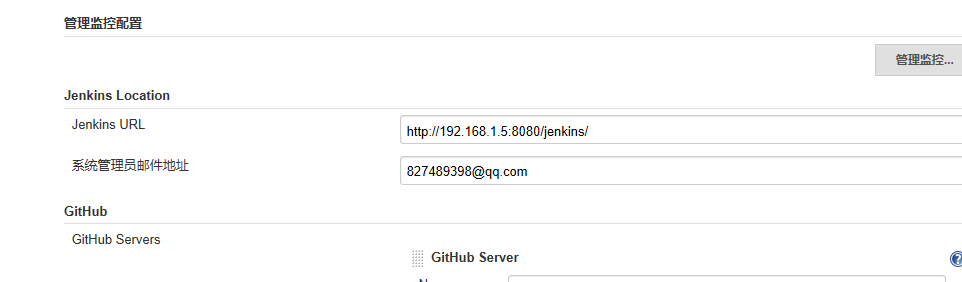 管理监控配置
管理监控...
Jenkins Location
Jenkins URL
http://192.168.1.5:8080/jenkins/
系统管理员邮件地址
827489398@qq.com
GitHub
GitHub Servers
GitHub Server
?